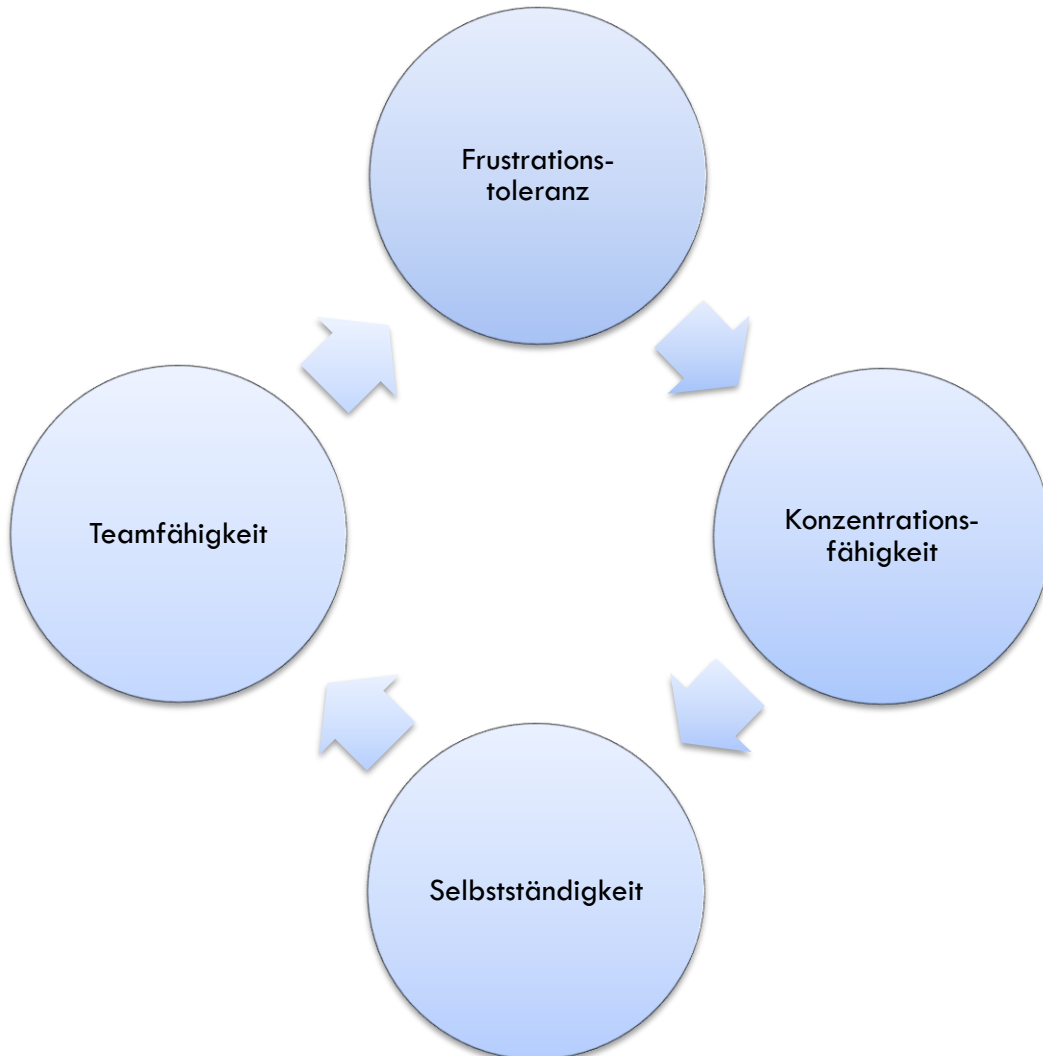 Frustrations-
toleranz
Konzentrations-
fähigkeit
Selbstständigkeit
Teamfähigkeit